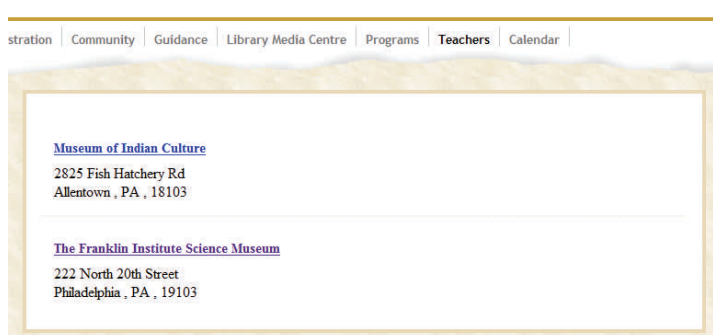 stration Community Guidance Library Media Centre Programs Teachers Calendar
Museum of Indian Culture
2825 Fish Hatchery Rd
Allentown , PA , 18103
The Franklin Institute Science Museum
222 North 20th Street
Philadelphia , PA , 19103